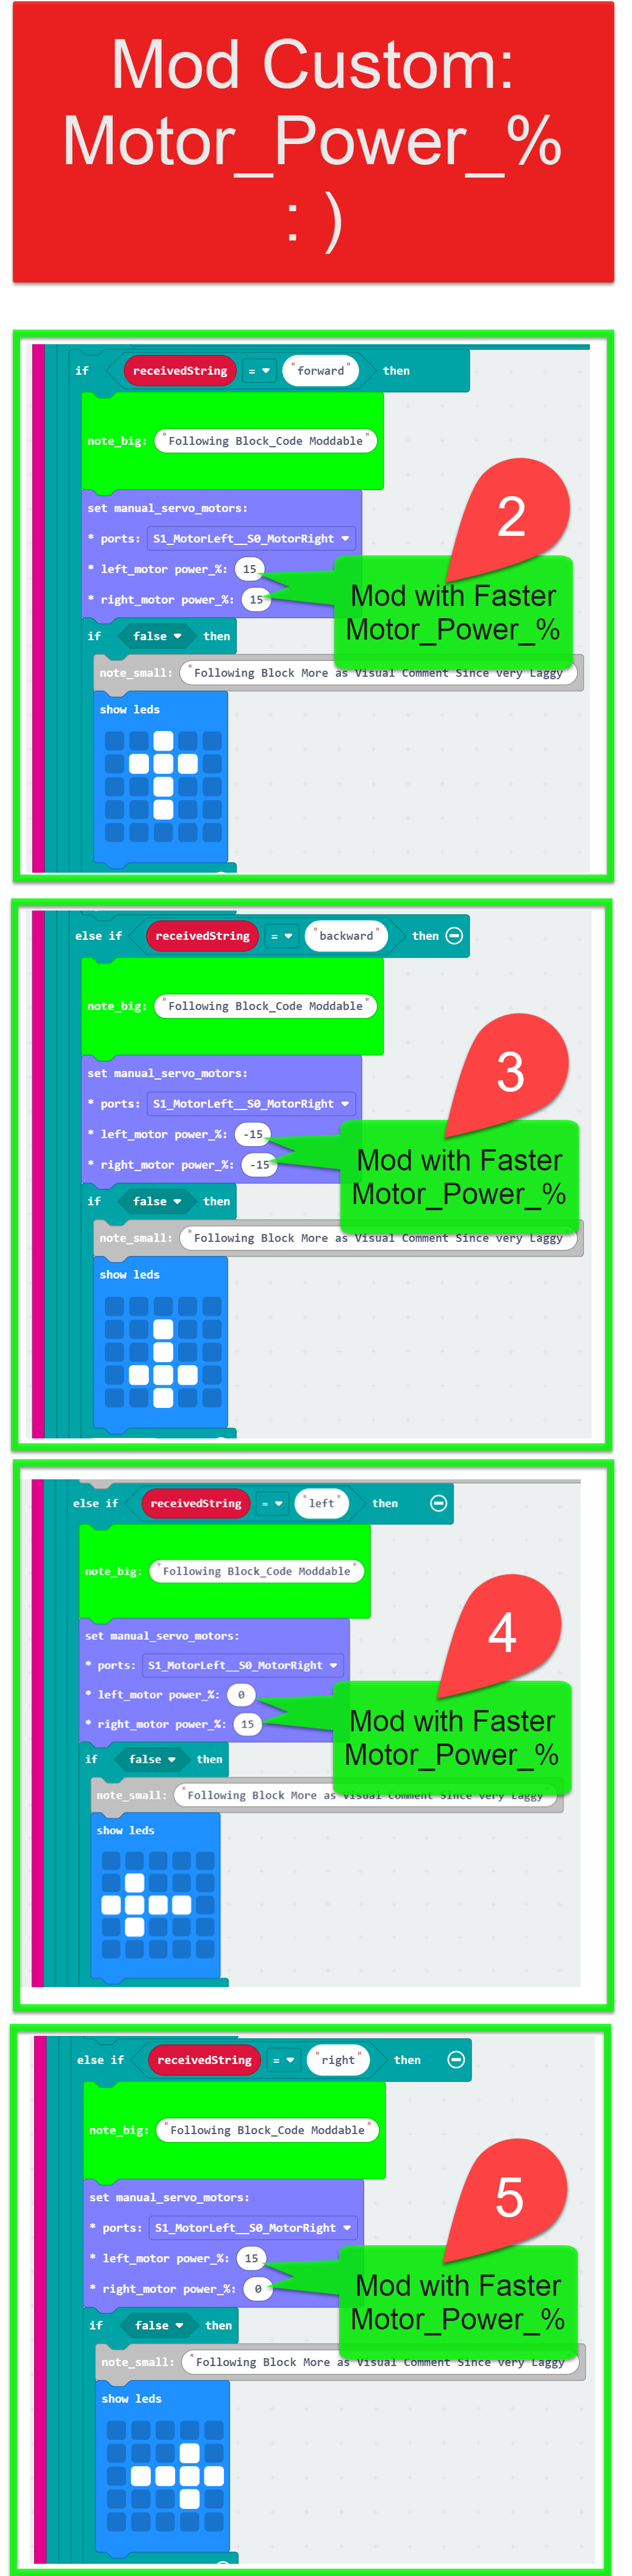 Mod Custom:
Motor_Power_%
: )
if receivedString = "forward" then
note_big: "Following Block_Code Moddable"
set manual_servo_motors:
* ports: S1_MotorLeft__S0_MotorRight
* left_motor power_%: 15
* right_motor power_%: 15
2
Mod with Faster
Motor_Power_%
if false then
note_small: "Following Block More as Visual Comment Since very Laggy"
show leds
else if receivedString = "backward" then
note_big: "Following Block_Code Moddable"
set manual_servo_motors:
* ports: S1_MotorLeft__S0_MotorRight
* left_motor power_%: -15
* right_motor power_%: -15
3
Mod with Faster
Motor_Power_%
if false then
note_small: "Following Block More as Visual Comment Since very Laggy"
show leds
else if receivedString = "left" then
note_big: "Following Block_Code Moddable"
set manual_servo_motors:
* ports: S1_MotorLeft__S0_MotorRight
* left_motor power_%: 0
* right_motor power_%: 15
4
Mod with Faster
Motor_Power_%
if false then
note_small: "Following Block More as Visual Comment Since very Laggy"
show leds
else if receivedString = "right" then
note_big: "Following Block_Code Moddable"
set manual_servo_motors:
* ports: S1_MotorLeft__S0_MotorRight
* left_motor power_%: 15
* right_motor power_%: 0
5
Mod with Faster
Motor_Power_%
if false then
note_small: "Following Block More as Visual Comment Since very Laggy"
show leds